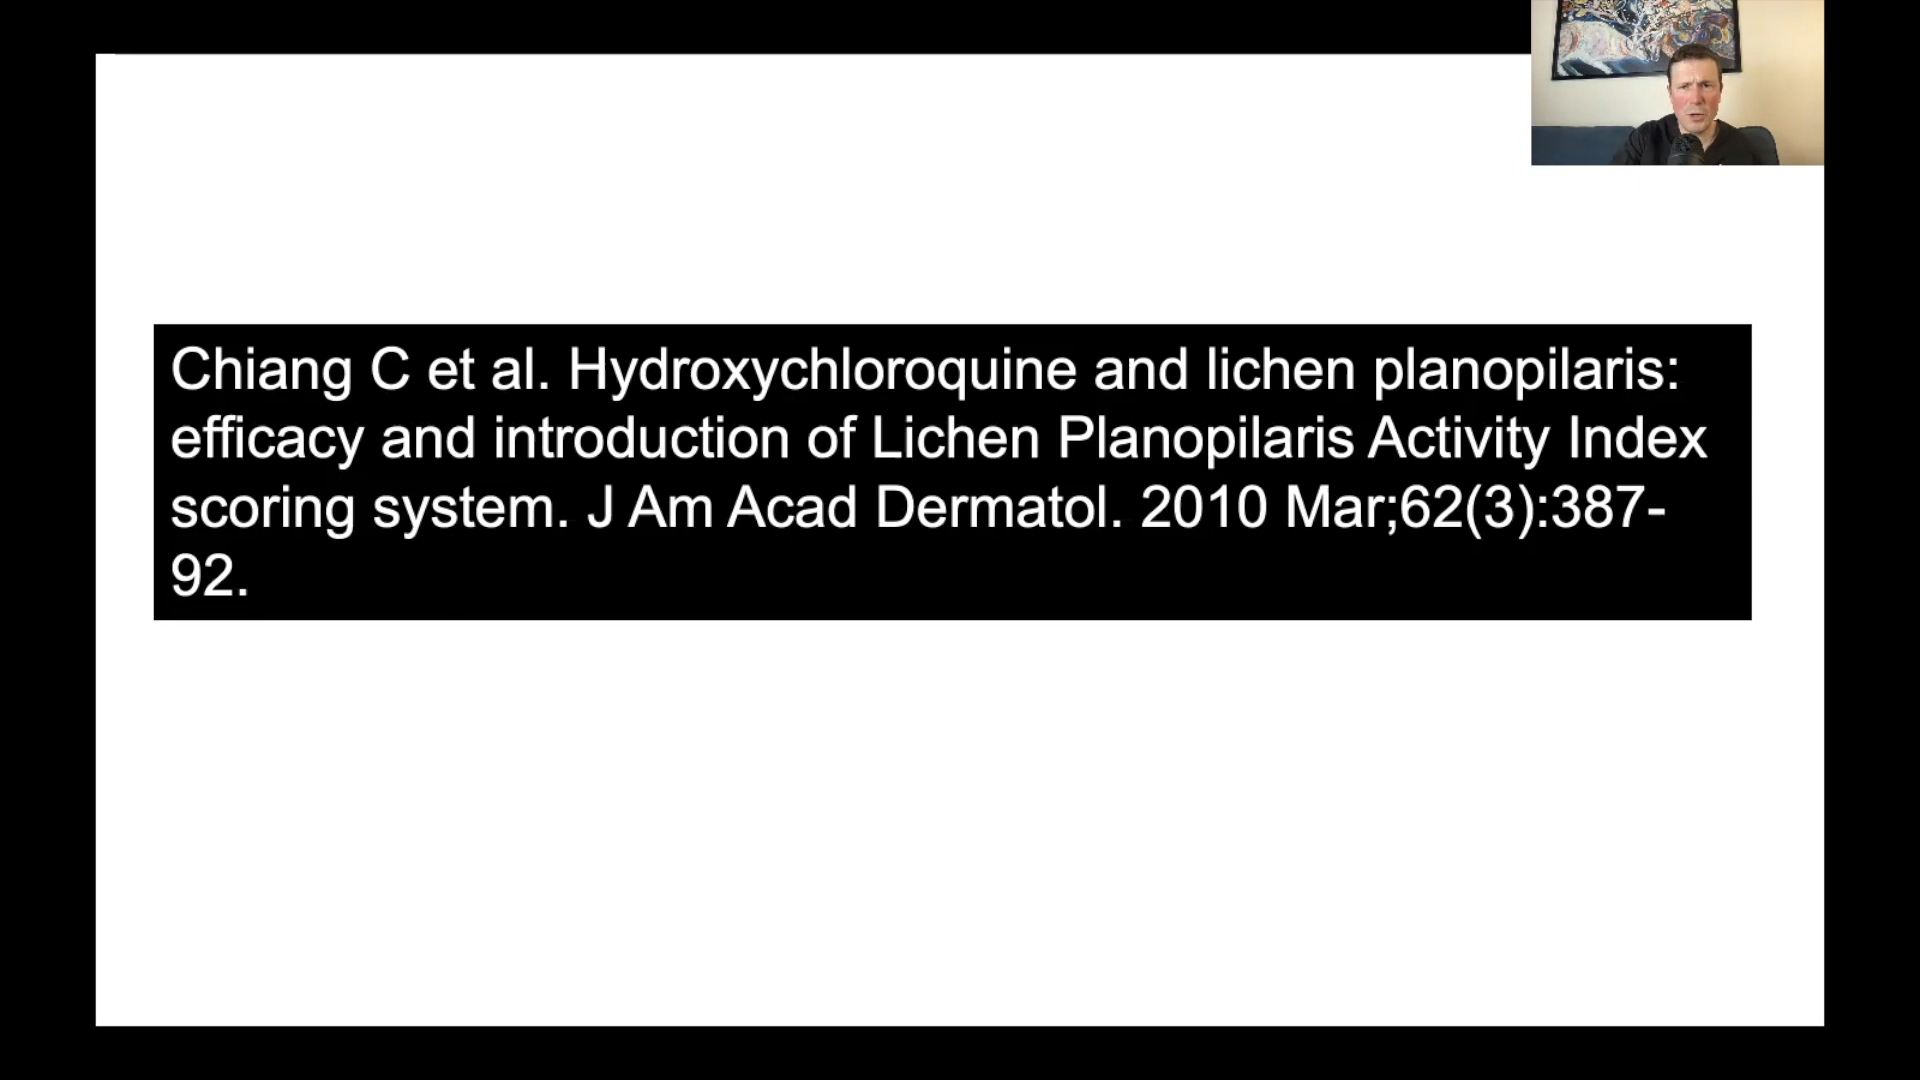 Chiang C et al. Hydroxychloroquine and lichen planopilaris:
efficacy and introduction of Lichen Planopilaris Activity Index
scoring system. J Am Acad Dermatol. 2010 Mar;62(3):387-
92.